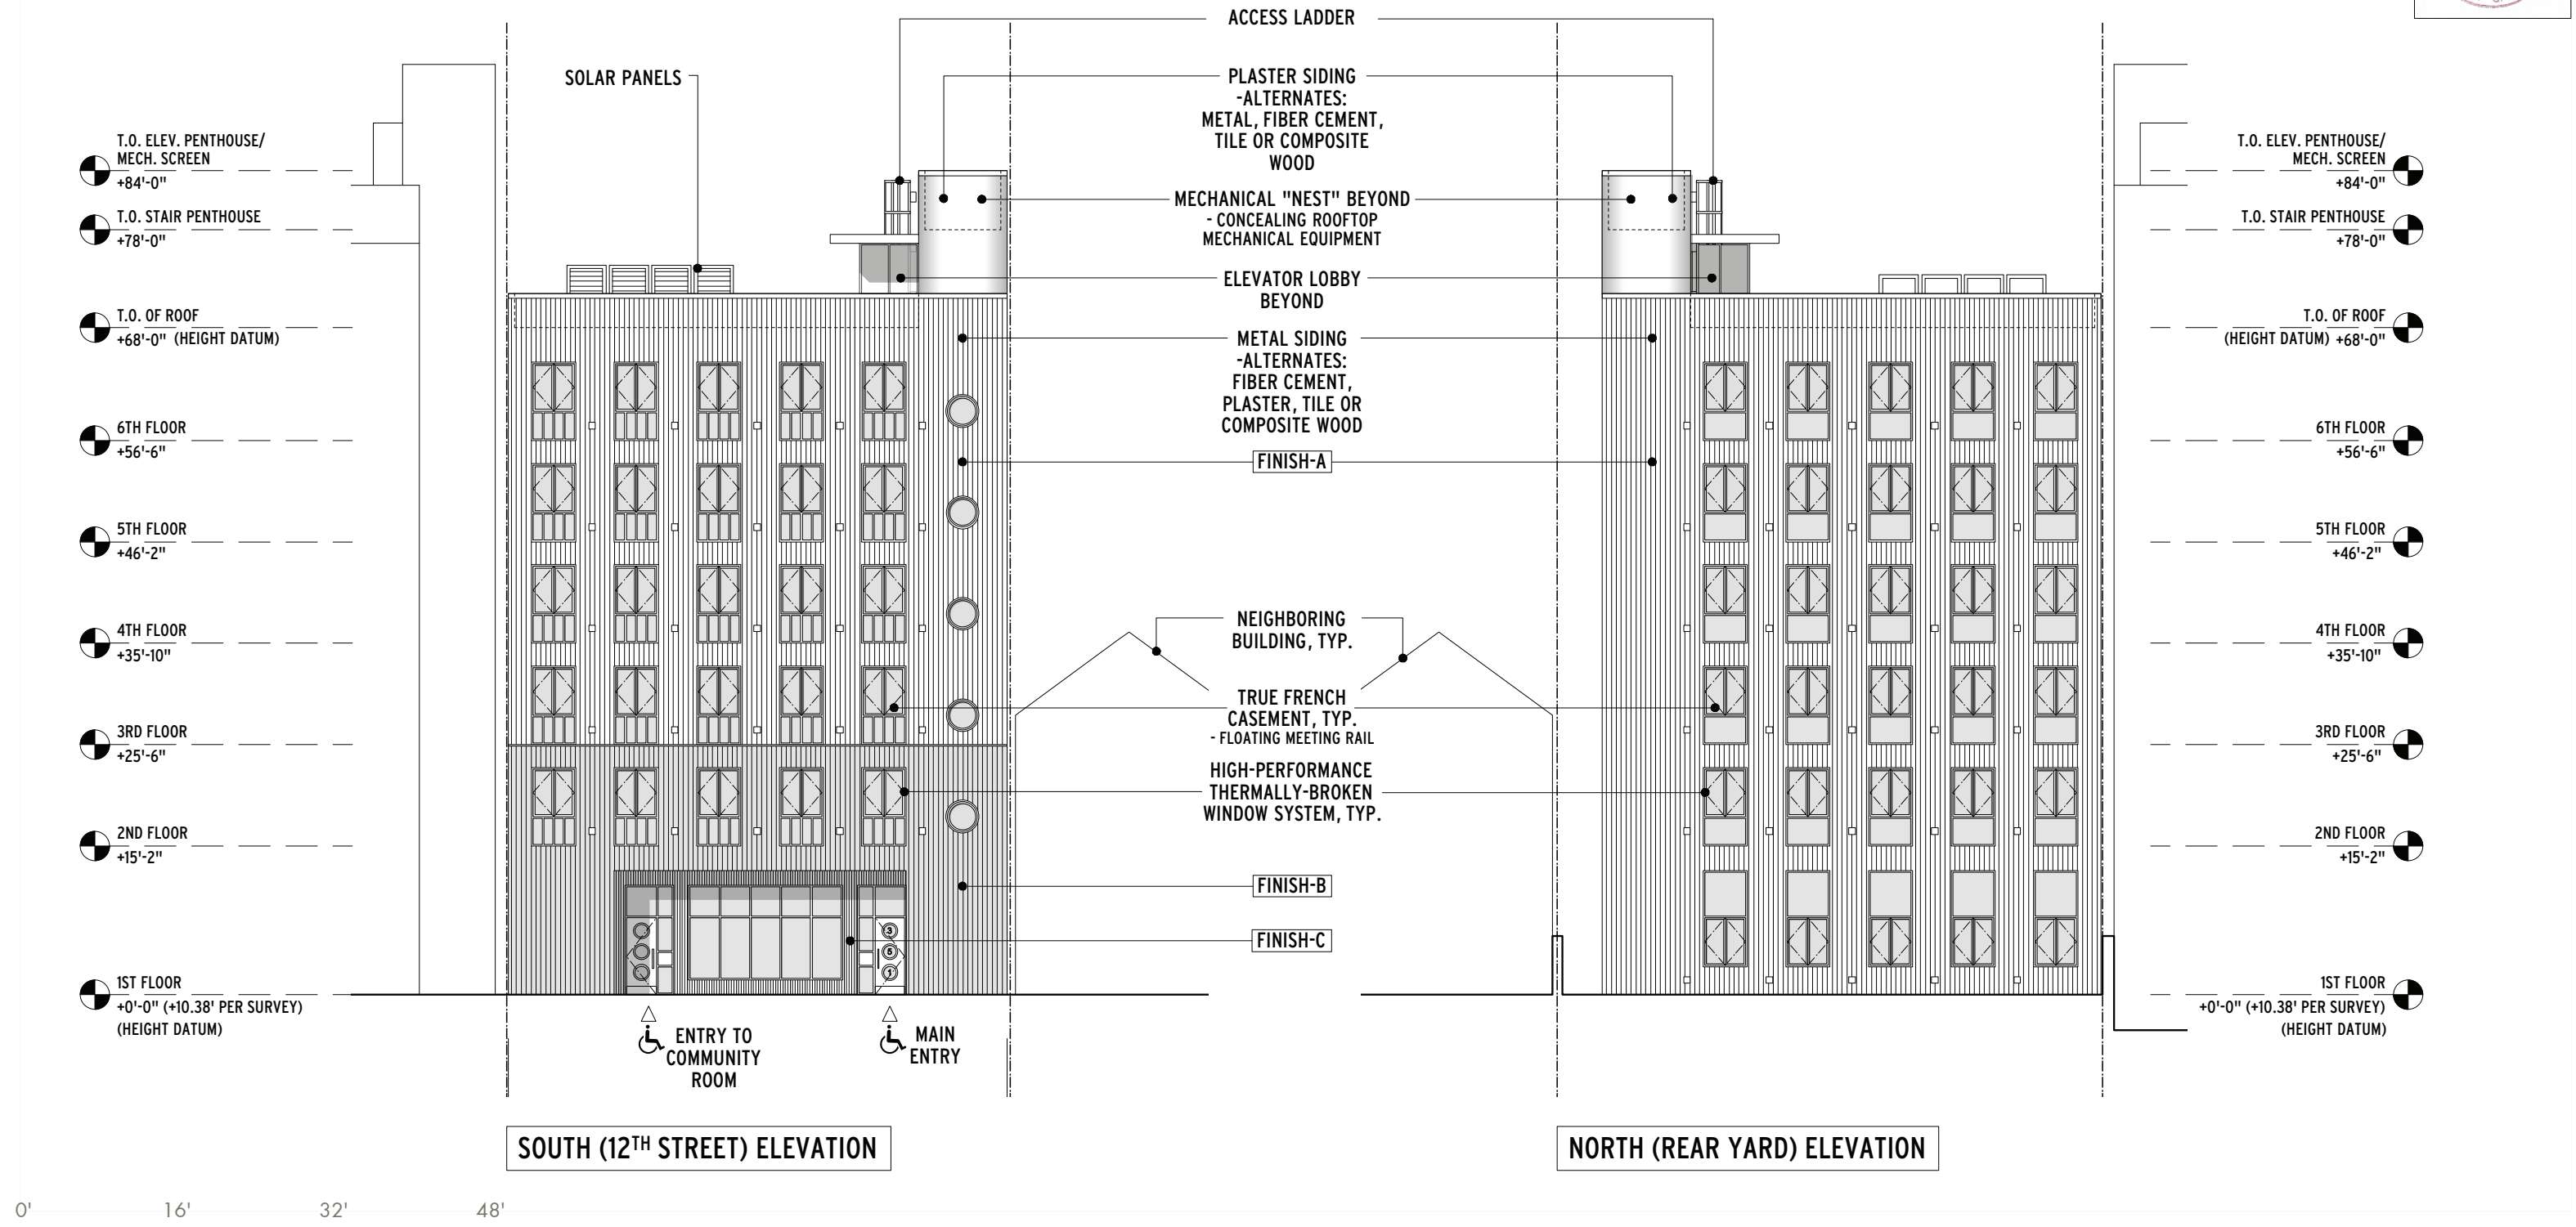 ACCESS LADDER
SOLAR PANELS
PLASTER SIDING
-ALTERNATES:
METAL, FIBER CEMENT,
TILE OR COMPOSITE
WOOD
MECHANICAL "NEST" BEYOND
- CONCEALING ROOFTOP
MECHANICAL EQUIPMENT
ELEVATOR LOBBY
BEYOND
METAL SIDING
-ALTERNATES:
FIBER CEMENT,
PLASTER, TILE OR
COMPOSITE WOOD
FINISH-A
NEIGHBORING
BUILDING, TYP.
TRUE FRENCH
CASEMENT, TYP.
- FLOATING MEETING RAIL
HIGH-PERFORMANCE
THERMALLY-BROKEN
WINDOW SYSTEM, TYP.
FINISH-B
FINISH-C
T.O. ELEV. PENTHOUSE/
MECH. SCREEN
+84'-0"
T.O. STAIR PENTHOUSE
+78'-0"
T.O. OF ROOF
+68'-0" (HEIGHT DATUM)
6TH FLOOR
+56'-6"
5TH FLOOR
+46'-2"
4TH FLOOR
+35'-10"
3RD FLOOR
+25'-6"
2ND FLOOR
+15'-2"
1ST FLOOR
+0'-0" (+10.38' PER SURVEY)
(HEIGHT DATUM)
3
5
1
ENTRY TO
COMMUNITY
ROOM
MAIN
ENTRY
T.O. ELEV. PENTHOUSE/
MECH. SCREEN
+84'-0"
T.O. STAIR PENTHOUSE
+78'-0"
T.O. OF ROOF
(HEIGHT DATUM) +68'-0"
6TH FLOOR
+56'-6"
5TH FLOOR
+46'-2"
4TH FLOOR
+35'-10"
3RD FLOOR
+25'-6"
2ND FLOOR
+15'-2"
1ST FLOOR
+0'-0" (+10.38' PER SURVEY)
(HEIGHT DATUM)
SOUTH (12TH STREET) ELEVATION
NORTH (REAR YARD) ELEVATION
0' 16' 32' 48'